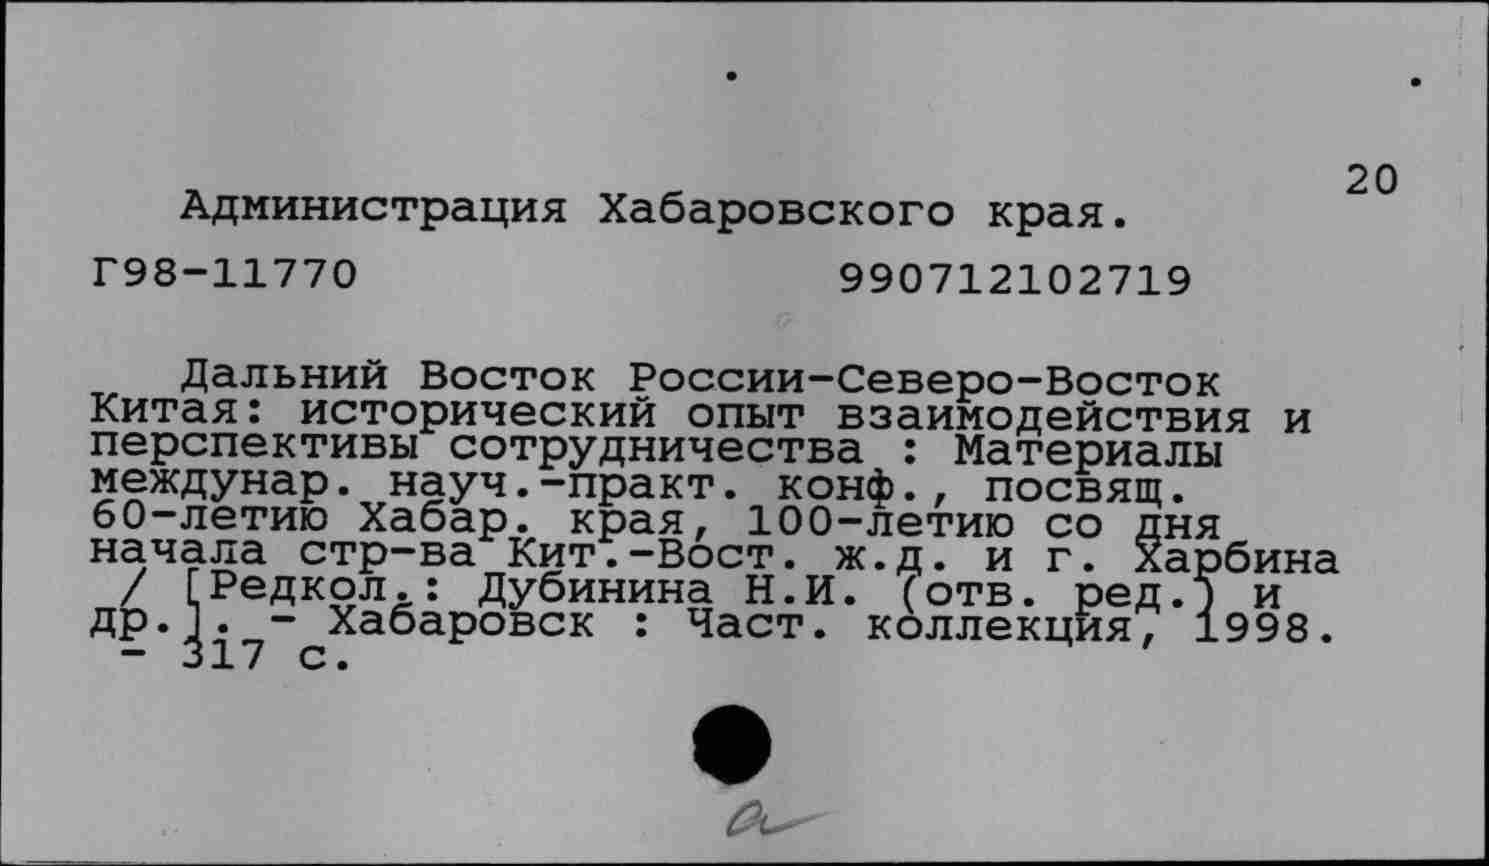 20
Администрация Хабаровского края.
Г98-11770 990712102719
Дальний Восток России-Северо-Восток
Китая: исторический опыт взаимодействия и
перспективы сотрудничества : Материалы
междунар. науч.-практ. конф., посвящ.
60-летию Хабар. края, 100-летию со дня
начала стр-ва Кит.-Вост. ж.д. и г. Харбина
/ [Редкол.: Дубинина Н.И. (отв. ред.) и
др.]. - Хабаровск : Част. коллекция, 1998.
- 317 с.
а